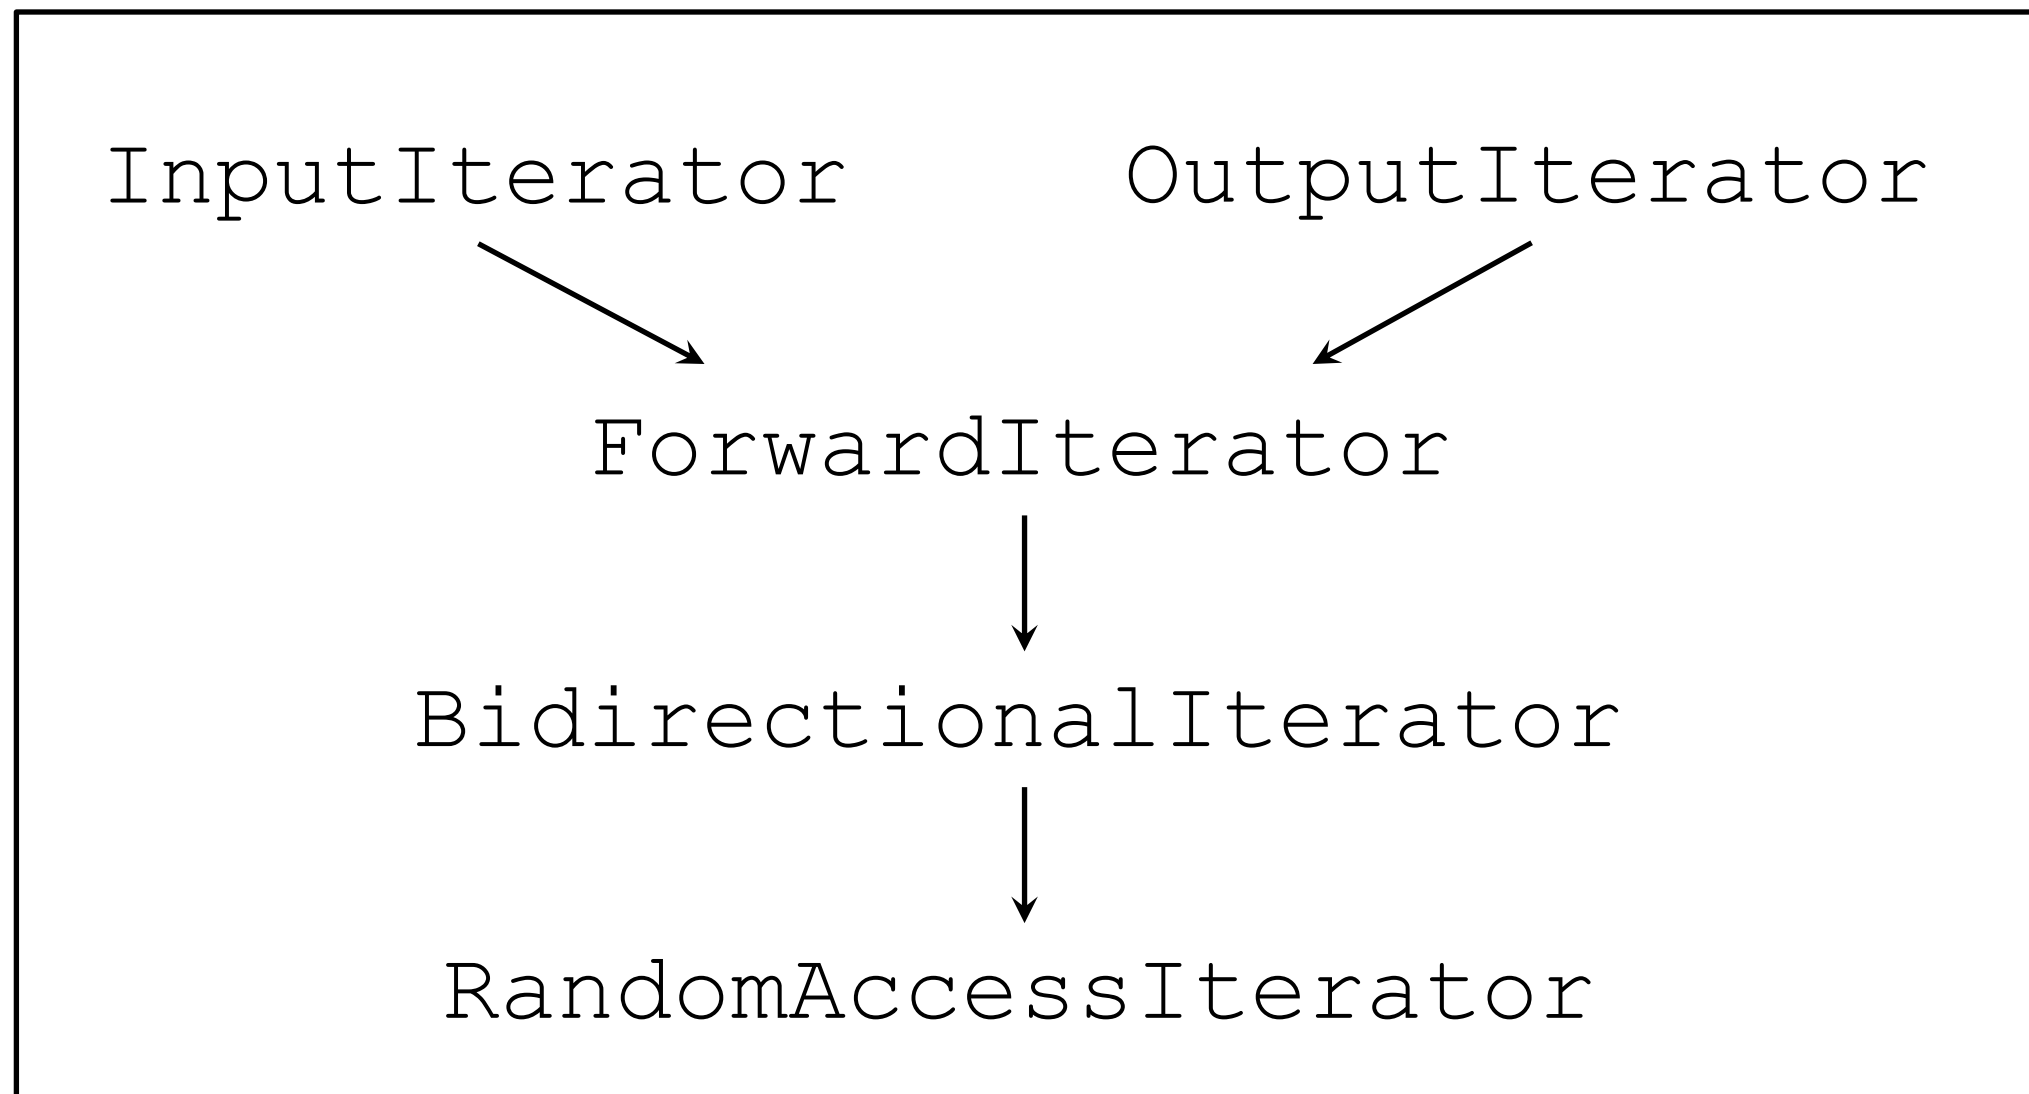 InputIterator OutputIterator
ForwardIterator
BidirectionalIterator
RandomAccessIterator